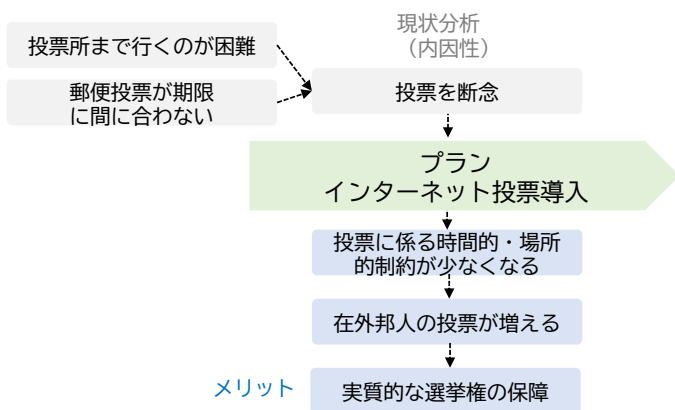 現状分析
（内因性）
投票所まで行くのが困難
郵便投票が期限
に間に合わない
投票を断念
プラン
インターネット投票導入
投票に係る時間的・場所
的制約が少なくなる
在外邦人の投票が増える
メリット
実質的な選挙権の保障